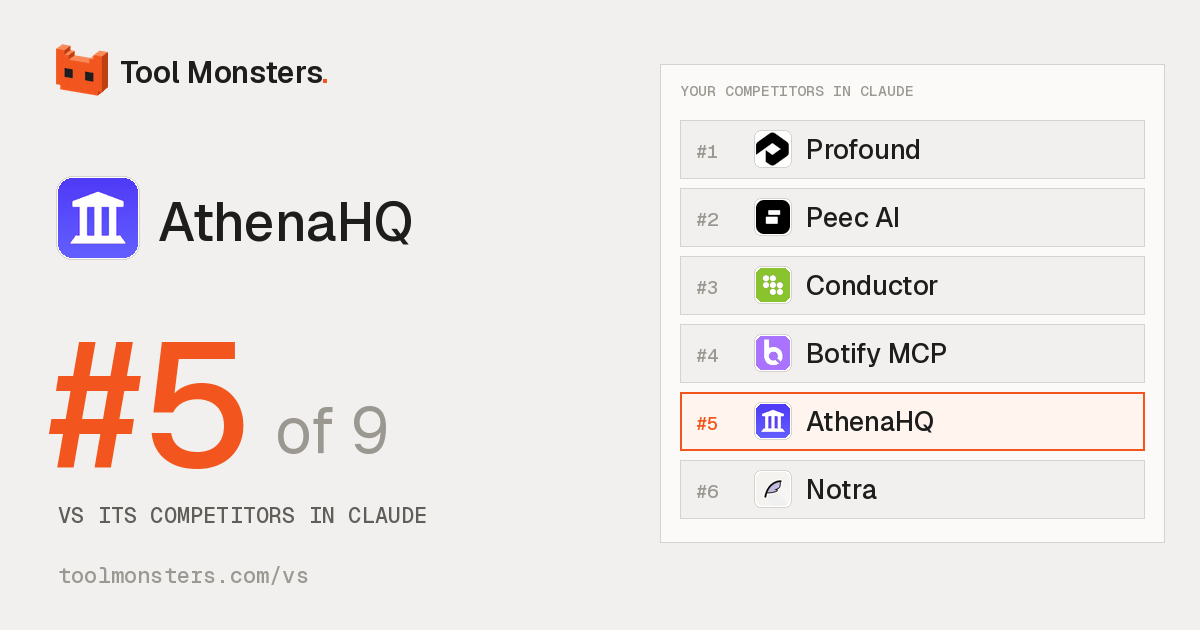 Tool Monsters.
AthenaHQ
#5 of 9
VS ITS COMPETITORS IN CLAUDE
toolmonsters.com/vs
YOUR COMPETITORS IN CLAUDE
#1 Profound
#2 Peec AI
#3 Conductor
#4 Botify MCP
#5 AthenaHQ
#6 Notra